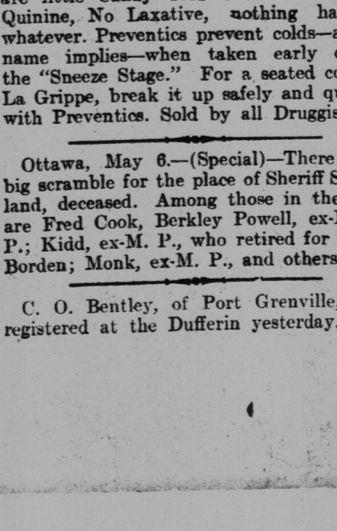 Quinine, No Laxative, nothing ha
whatever. Preventics prevent colds—a
name implies—when taken early
the "Sneeze Stage." For a seated c
La Grippe, break it up safely and q
with Preventics. Sold by all Druggis
Ottawa, May 6.—(Special)—There
big scramble for the place of Sheriff S
land, deceased. Among those in the
are Fred Cook, Berkley Powell, ex-
P.; Kidd, ex-M. P., who retired for
Borden; Monk, ex-M. P., and others
C. O. Bentley, of Port Grenville,
registered at the Dufferin yesterday.